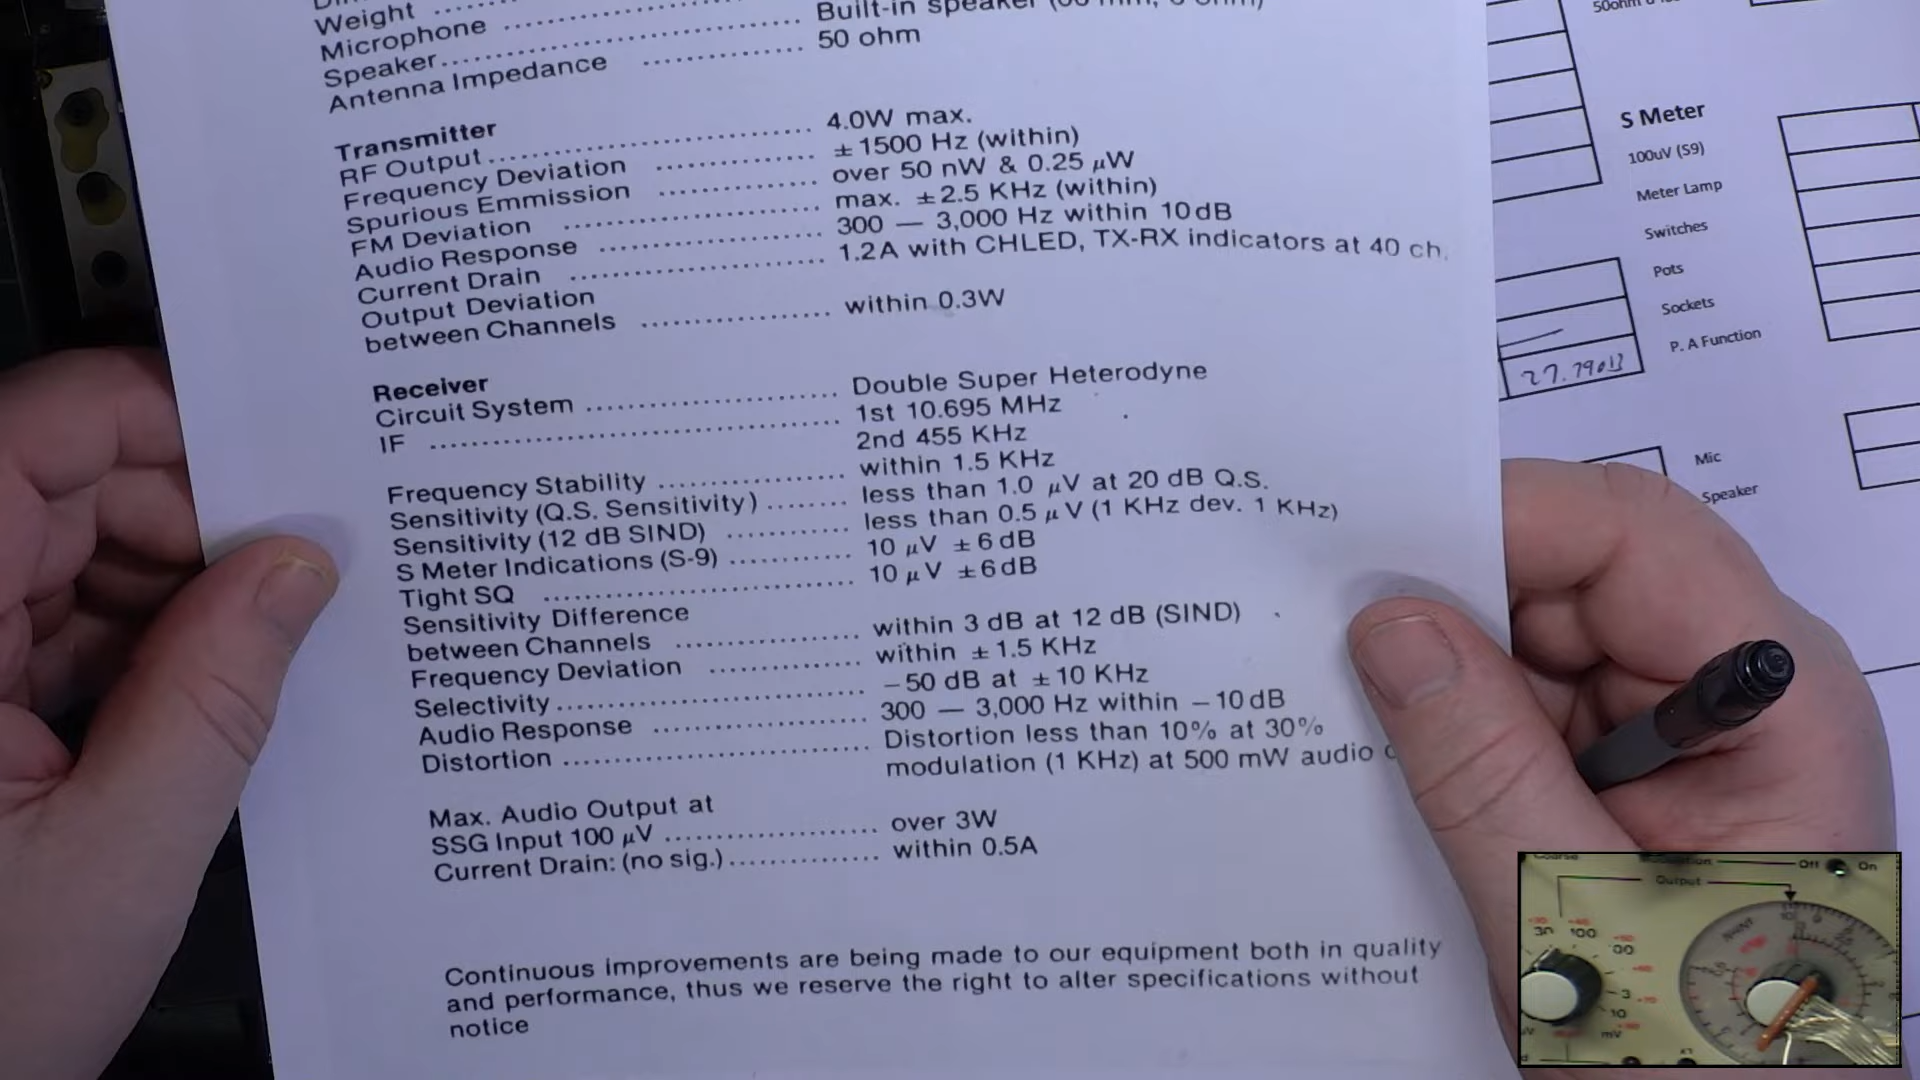 Weight ..........
Microphone ....................
Speaker.............................. Built-in speaker
Antenna Impedance .................. 50 ohm
Transmitter
RF Output.................................... 4.0W max.
Frequency Deviation .................. ±1500 Hz (within)
Spurious Emmission .................. over 50 nW & 0.25 µW
FM Deviation ............................. max. ±2.5 KHz (within)
Audio Response ......................... 300 — 3,000 Hz within 10dB
Current Drain ............................. 1.2A with CHLED, TX-RX indicators at 40 ch.
Output Deviation
between Channels ..................... within 0.3W
Receiver
Circuit System ............................ Double Super Heterodyne
IF .............................................. 1st 10.695 MHz
2nd 455 KHz
Frequency Stability ..................... within 1.5 KHz
Sensitivity (Q.S. Sensitivity) ........ less than 1.0 µV at 20 dB Q.S.
Sensitivity (12 dB SIND) ............. less than 0.5 µV (1 KHz dev. 1 KHz)
S Meter Indications (S-9) ............. 10 µV ±6dB
Tight SQ ................................... 10 µV ±6dB
Sensitivity Difference
between Channels ..................... within 3 dB at 12 dB (SIND)
Frequency Deviation .................. within ±1.5 KHz
Selectivity................................. –50 dB at ±10 KHz
Audio Response ........................ 300 — 3,000 Hz within –10dB
Distortion ................................. Distortion less than 10% at 30%
modulation (1 KHz) at 500 mW audio
Max. Audio Output at
SSG Input 100 µV ....................... over 3W
Current Drain: (no sig.)................ within 0.5A
Continuous improvements are being made to our equipment both in quality
and performance, thus we reserve the right to alter specifications without
notice
50ohm
S Meter
100uV (S9)
Meter Lamp
Switches
Pots
Sockets
P. A Function
27.79013
Mic
Speaker
Off On
Output
30 100
3
10
mV